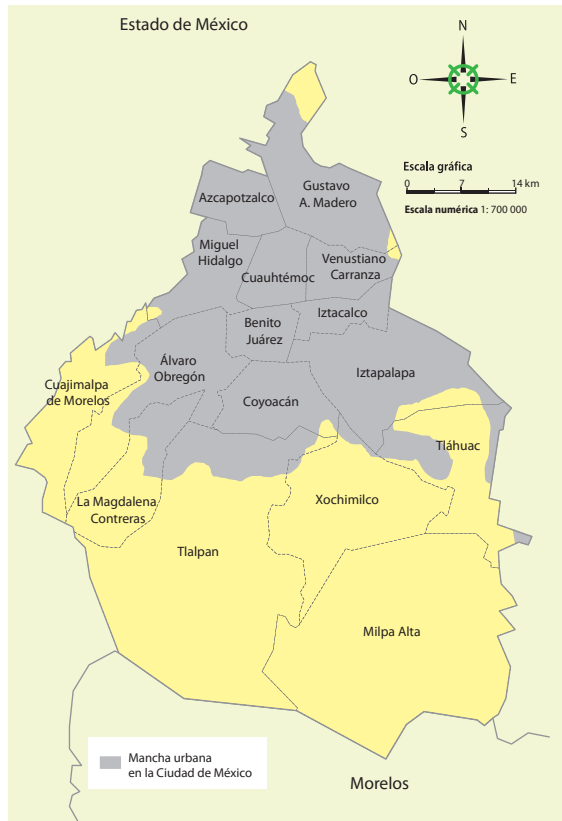 Estado de México
N
O
E
S
Escala gráfica
0 7 14 km
Escala numérica 1: 700 000
Gustavo
A. Madero
Azcapotzalco
Miguel
Hidalgo
Venustiano
Carranza
Cuauhtémoc
Iztacalco
Benito
Juárez
Álvaro
Obregón
Iztapalapa
Cuajimalpa
de Morelos
Coyoacán
Tláhuac
La Magdalena
Contreras
Xochimilco
Tlalpan
Milpa Alta
Mancha urbana
en la Ciudad de México
Morelos